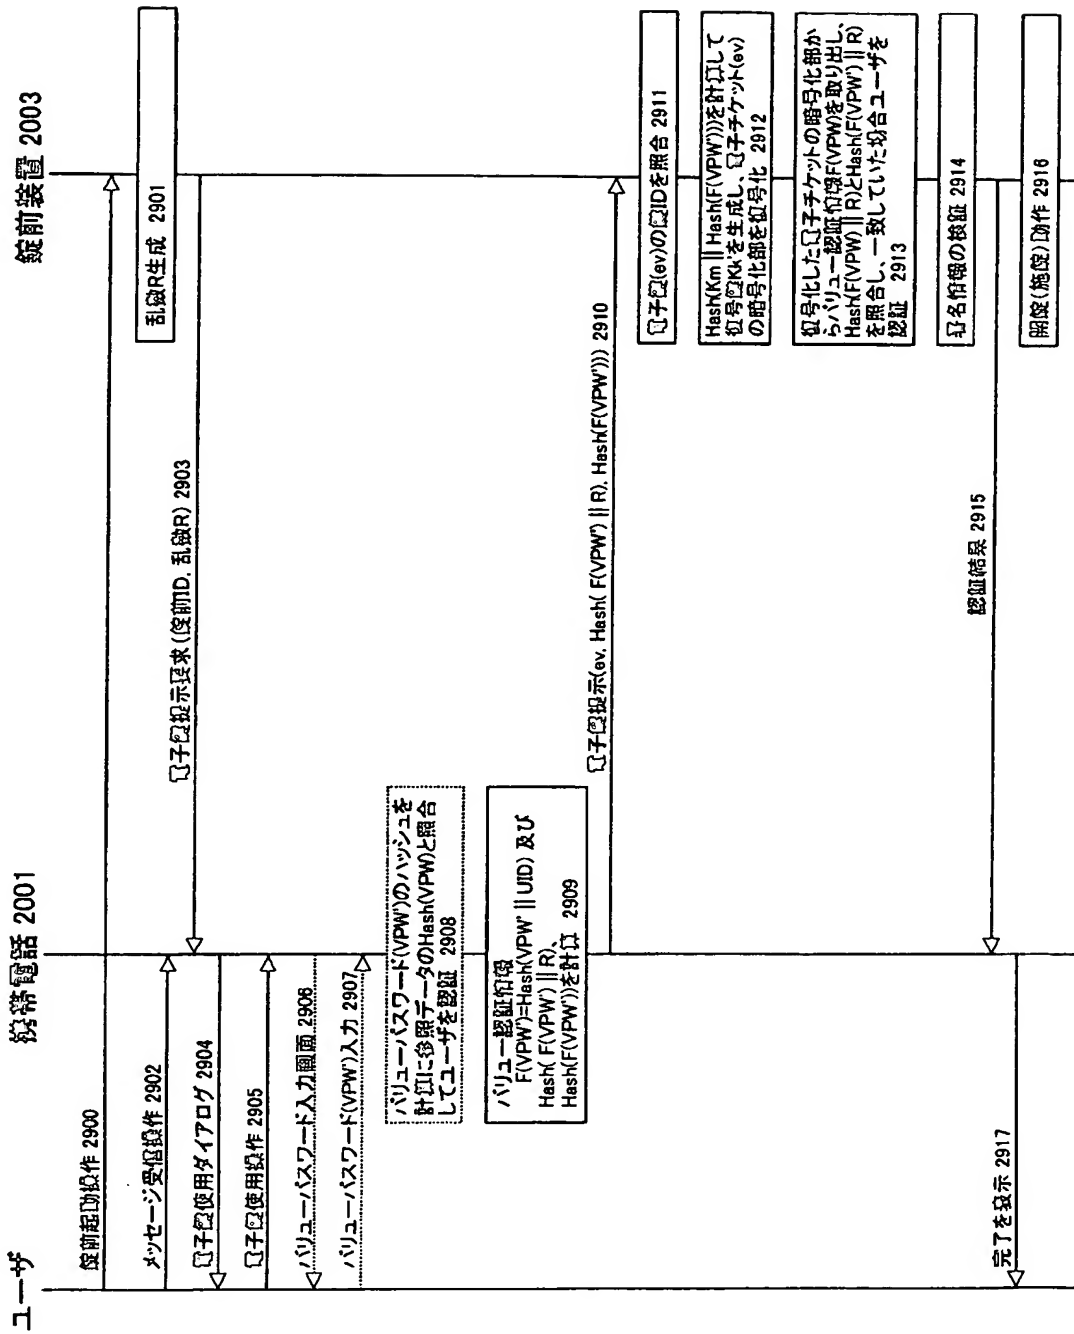 ユーザ
携帯電話 2001
錠前装置 2003
錠前起動操作 2900
乱数R生成 2901
メッセージ受信操作 2902
電子鍵提示要求(錠前ID, 乱数R) 2903
電子鍵使用ダイアログ 2904
電子鍵使用操作 2905
バリューパスワード入力画面 2906
バリューパスワード(VPW')入力 2907
バリューパスワード(VPW')のハッシュを
計算に参照データのHash(VPW)と照合
してユーザを認証 2908
バリュー認証情報
F(VPW')=Hash(VPW' || UID) 及び
Hash( F(VPW') || R),
Hash(F(VPW'))を計算 2909
電子鍵提示(ev, Hash( F(VPW') || R), Hash(F(VPW'))) 2910
電子鍵(ev)の鍵IDを照合 2911
Hash(Km || Hash(F(VPW')))を計算して
復号鍵Kk'を生成し、電子チケット(ev)
の暗号化部を復号化 2912
復号化した電子チケットの暗号化部か
らバリュー認証情報F(VPW)を取り出し、
Hash(F(VPW) || R)とHash(F(VPW') || R)
を照合し、一致していた場合ユーザを
認証 2913
署名情報の検証 2914
認証結果 2915
開錠(施錠)動作 2916
完了を表示 2917